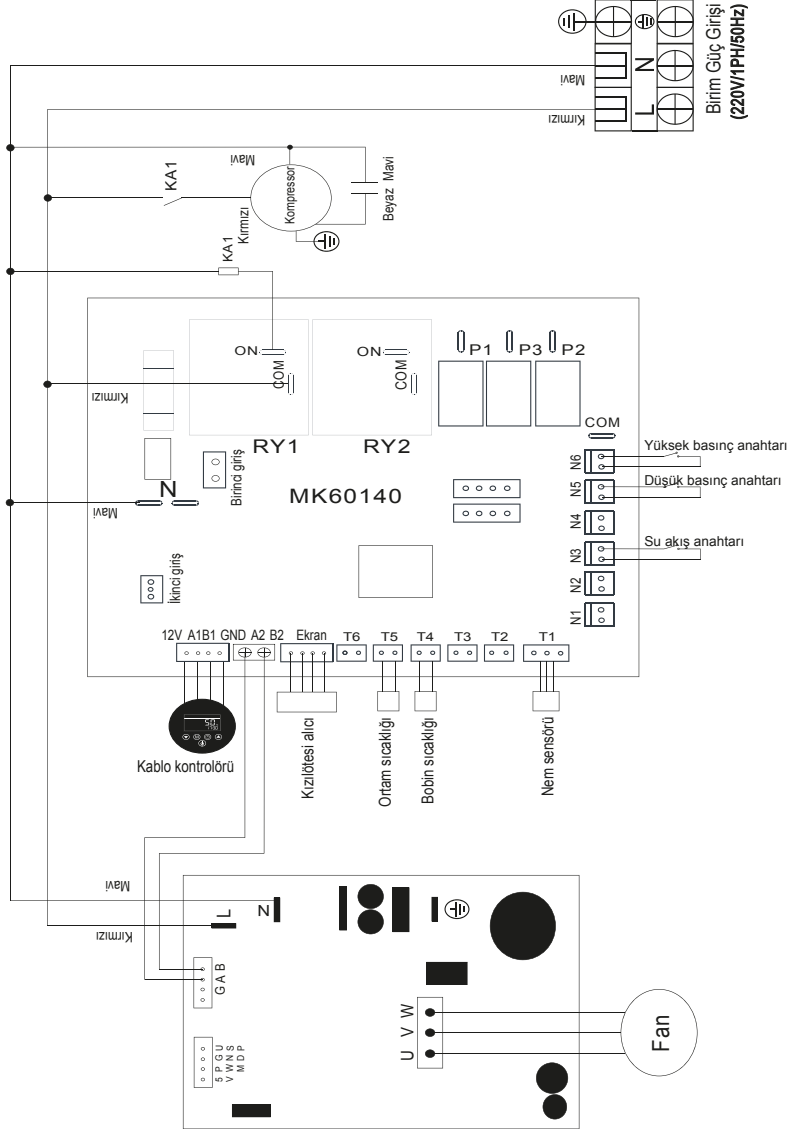 Birim Güç Girişi
(220V/1PH/50Hz)
L N
Mavi
Kırmızı
KA1
Mavi
Kompressor
Kırmızı
Beyaz Mavi
KA1
Kırmızı
ON
COM
RY1
ON
COM
RY2
P1
P3
P2
COM
Mavi
N
Birinci giriş
MK60140
İkinci giriş
N6
Yüksek basınç anahtarı
N5
Düşük basınç anahtarı
N4
N3
Su akış anahtarı
N2
N1
12V A1B1 GND A2 B2 Ekran T6 T5 T4 T3 T2 T1
Kablo kontrolörü
Kızılötesi alıcı
Ortam sıcaklığı
Bobin sıcaklığı
Nem sensörü
Mavi
Kırmızı
L
N
G A B
5 P G U
V W N S
M D P
U V W
Fan